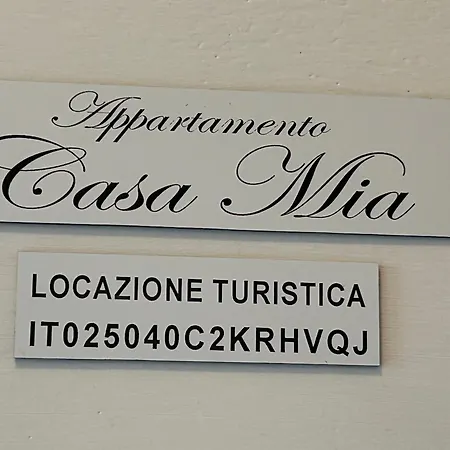 Appartamento
Casa Mia
LOCAZIONE TURISTICA
IT025040C2KRHVQJ